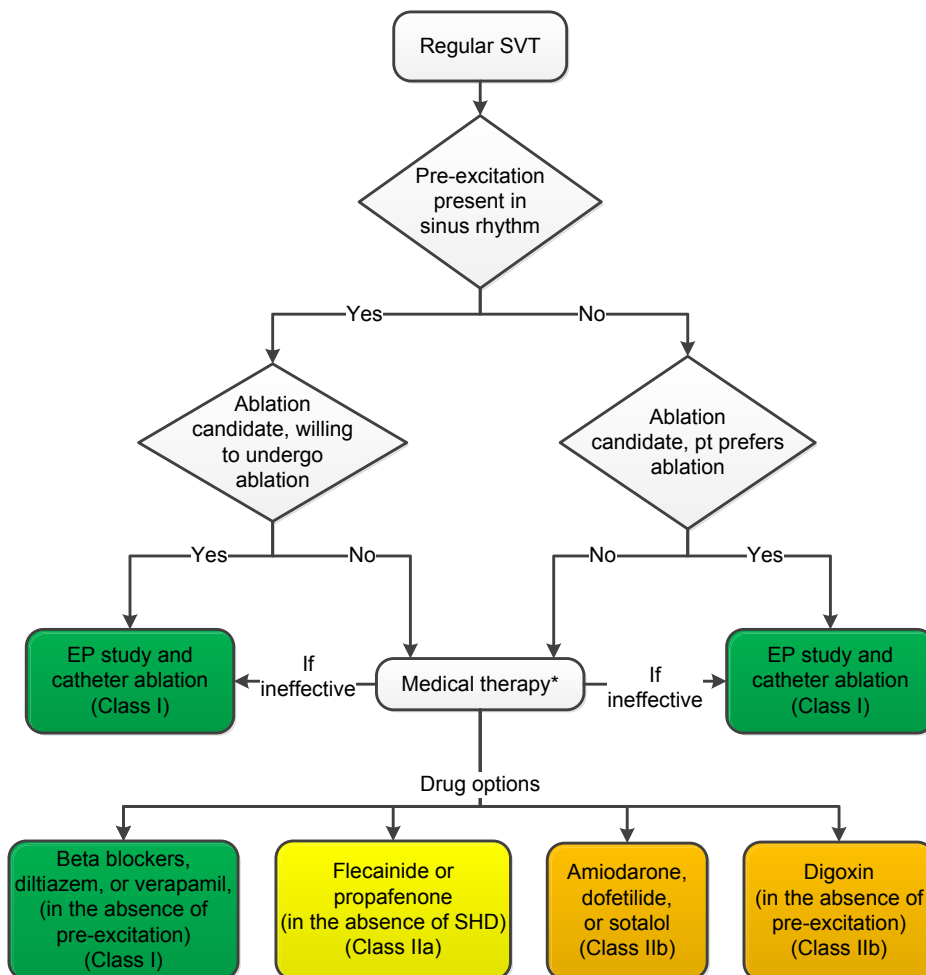 Regular SVT
Pre-excitation
present in
sinus rhythm
Yes
No
Ablation
candidate, willing
to undergo
ablation
Ablation
candidate, pt prefers
ablation
Yes
No
No
Yes
EP study and
catheter ablation
(Class I)
If
ineffective
Medical therapy*
If
ineffective
EP study and
catheter ablation
(Class I)
Drug options
Beta blockers,
diltiazem, or verapamil,
(in the absence of
pre-excitation)
(Class I)
Flecainide or
propafenone
(in the absence of SHD)
(Class IIa)
Amiodarone,
dofetilide,
or sotalol
(Class IIb)
Digoxin
(in the absence of
pre-excitation)
(Class IIb)